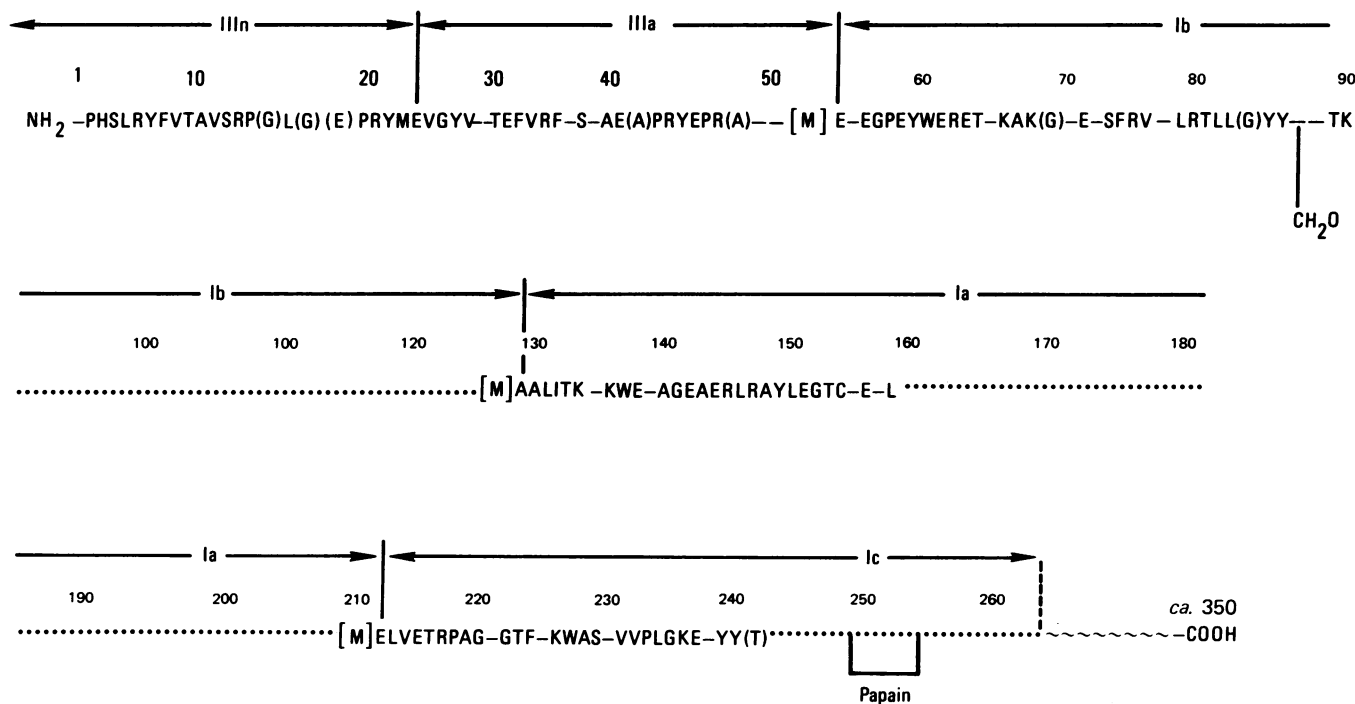 IIIn IIIa Ib
1 10 20 30 40 50 60 70 80 90
NH2 –PHSLRYFVTAVSRP(G)L(G)(E) PRYMEVGYV--TEFVRF-S-AE(A)PRYEPR(A)-- [M] E-EGPEYWERET-KAK(G)-E-SFRV -LRTLL(G)YY---TK
CH2O
Ib Ia
100 100 120 130 140 150 160 170 180
[M]AALITK -KWE-AGEAERLRAYLEGTC-E-L
Ia Ic
190 200 210 220 230 240 250 260 ca. 350
[M]ELVETRPAG-GTF-KWAS-VVPLGKE-YY(T) ~~~~~~~~-COOH
Papain